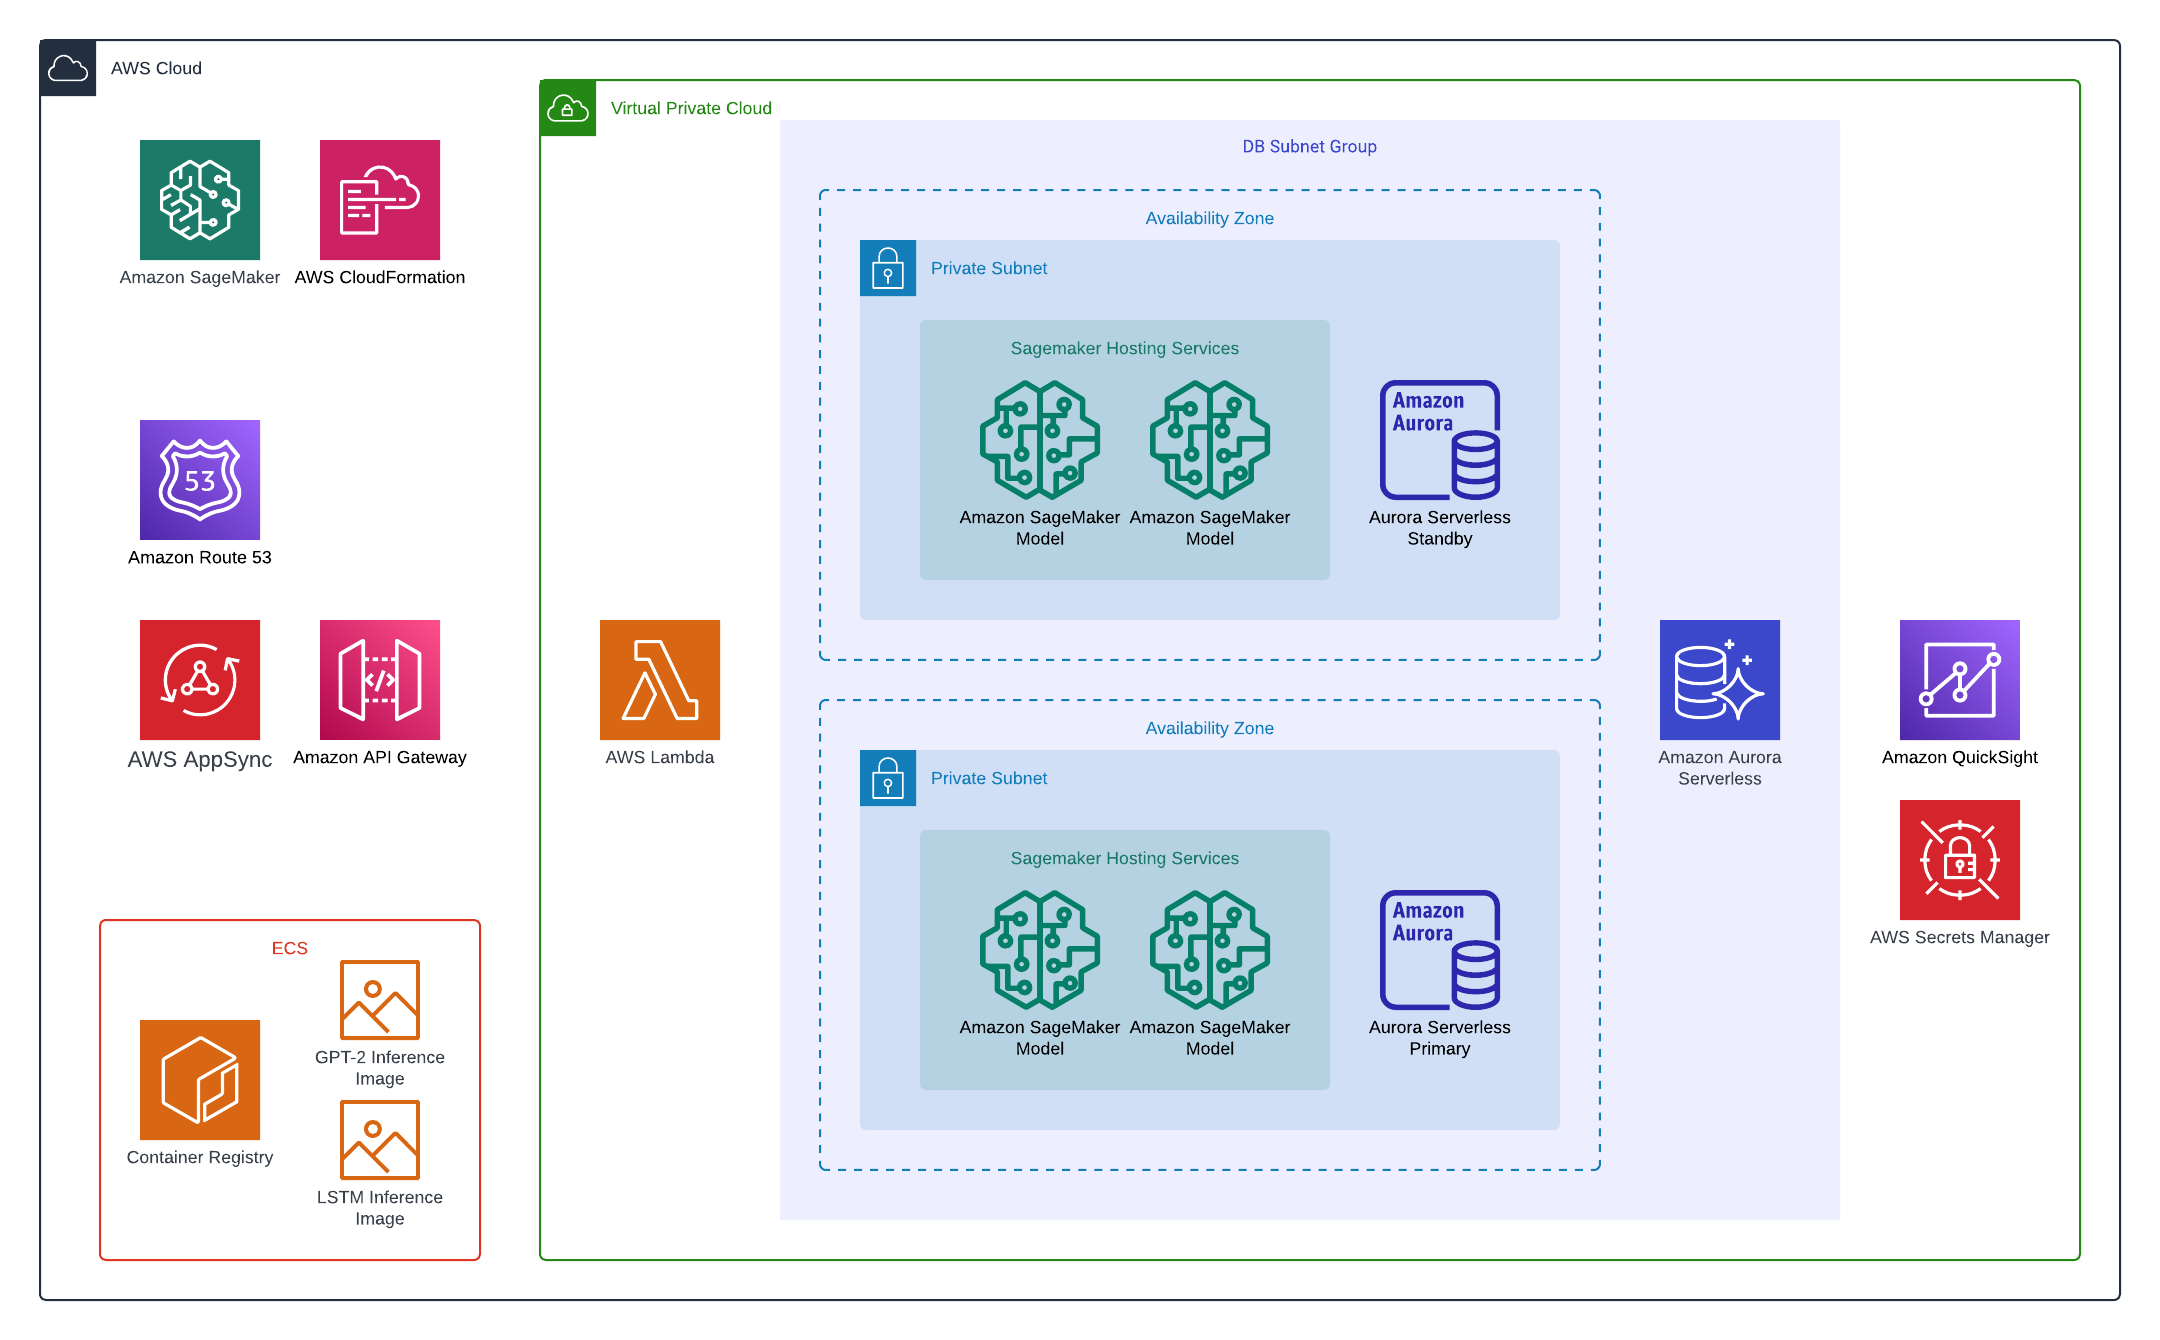 AWS Cloud
Virtual Private Cloud
DB Subnet Group
Amazon SageMaker
AWS CloudFormation
53
Amazon Route 53
AWS AppSync
Amazon API Gateway
</>
ECS
Container Registry
GPT-2 Inference
Image
LSTM Inference
Image
AWS Lambda
Availability Zone
Private Subnet
Sagemaker Hosting Services
Amazon SageMaker
Model
Amazon SageMaker
Model
Amazon
Aurora
Aurora Serverless
Standby
Availability Zone
Private Subnet
Sagemaker Hosting Services
Amazon SageMaker
Model
Amazon SageMaker
Model
Amazon
Aurora
Aurora Serverless
Primary
Amazon Aurora
Serverless
Amazon QuickSight
AWS Secrets Manager